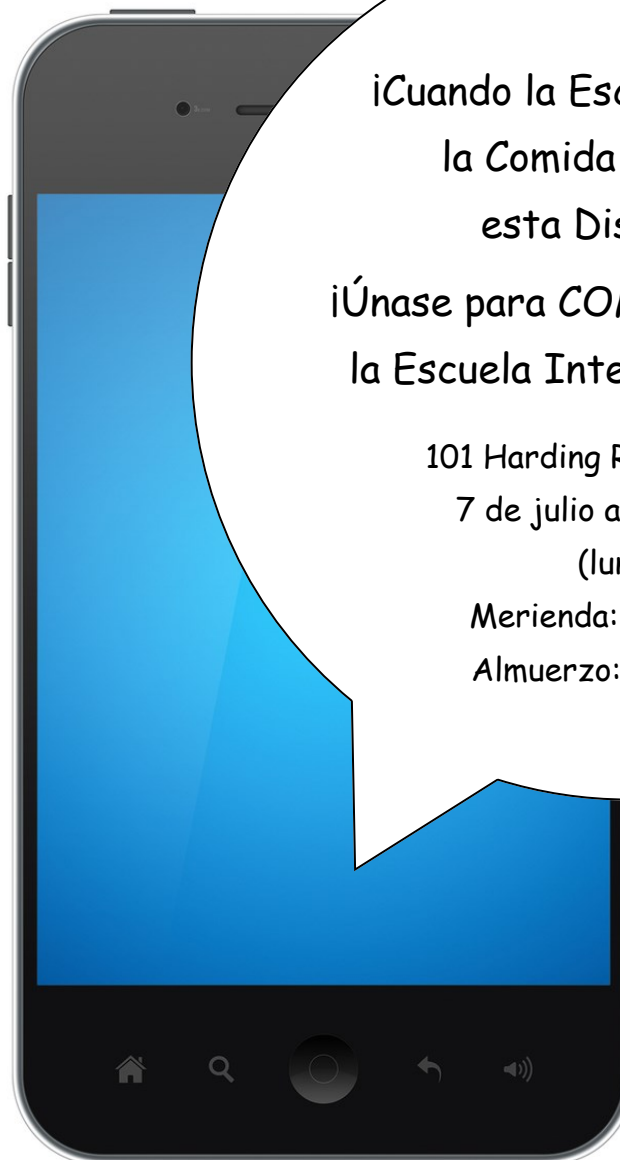 ¡Cuando la Esc
la Comida
esta Dis
¡Únase para CO
la Escuela Inte
101 Harding R
7 de julio a
(lun
Merienda:
Almuerzo: